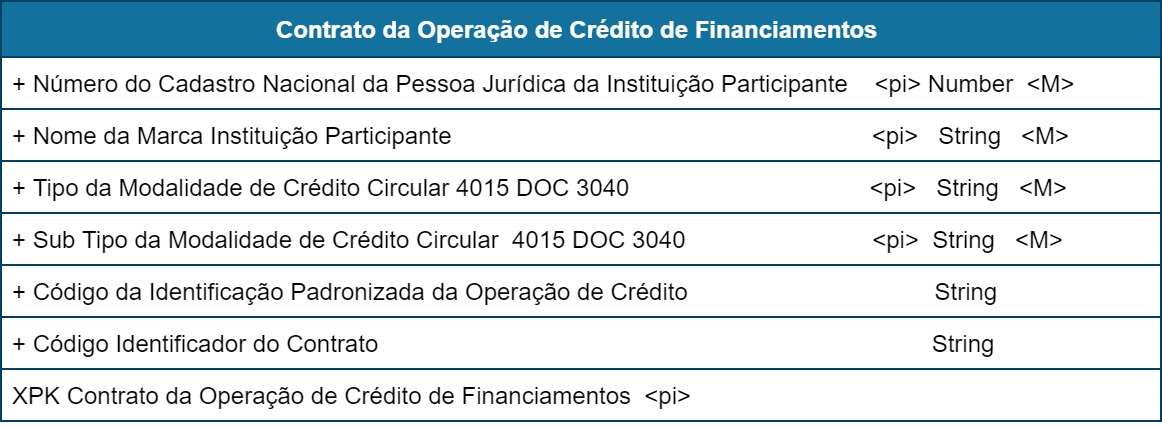 Contrato da Operação de Crédito de Financiamentos
+ Número do Cadastro Nacional da Pessoa Jurídica da Instituição Participante <pi> Number <M>
+ Nome da Marca Instituição Participante <pi> String <M>
+ Tipo da Modalidade de Crédito Circular 4015 DOC 3040 <pi> String <M>
+ Sub Tipo da Modalidade de Crédito Circular 4015 DOC 3040 <pi> String <M>
+ Código da Identificação Padronizada da Operação de Crédito String
+ Código Identificador do Contrato String
XPK Contrato da Operação de Crédito de Financiamentos <pi>